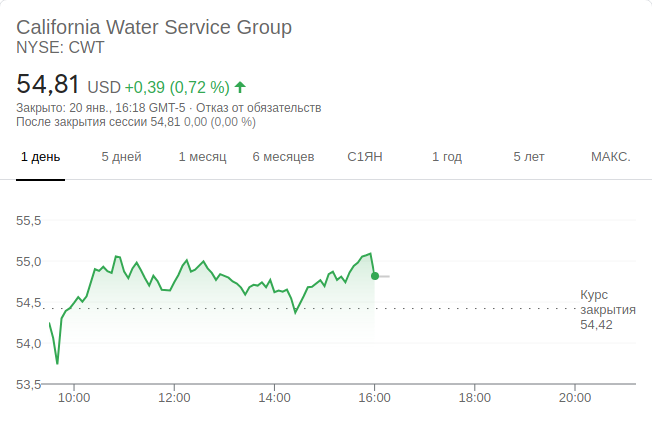 California Water Service Group
NYSE: CWT
54,81 USD +0,39 (0,72 %)
Закрыто: 20 янв., 16:18 GMT-5 · Отказ от обязательств
После закрытия сессии 54,81 0,00 (0,00 %)
1 день 5 дней 1 месяц 6 месяцев С1ЯН 1 год 5 лет МАКС.
55,5
55,0
54,5
54,0
53,5
Курс
закрытия
54,42
10:00 12:00 14:00 16:00 18:00 20:00